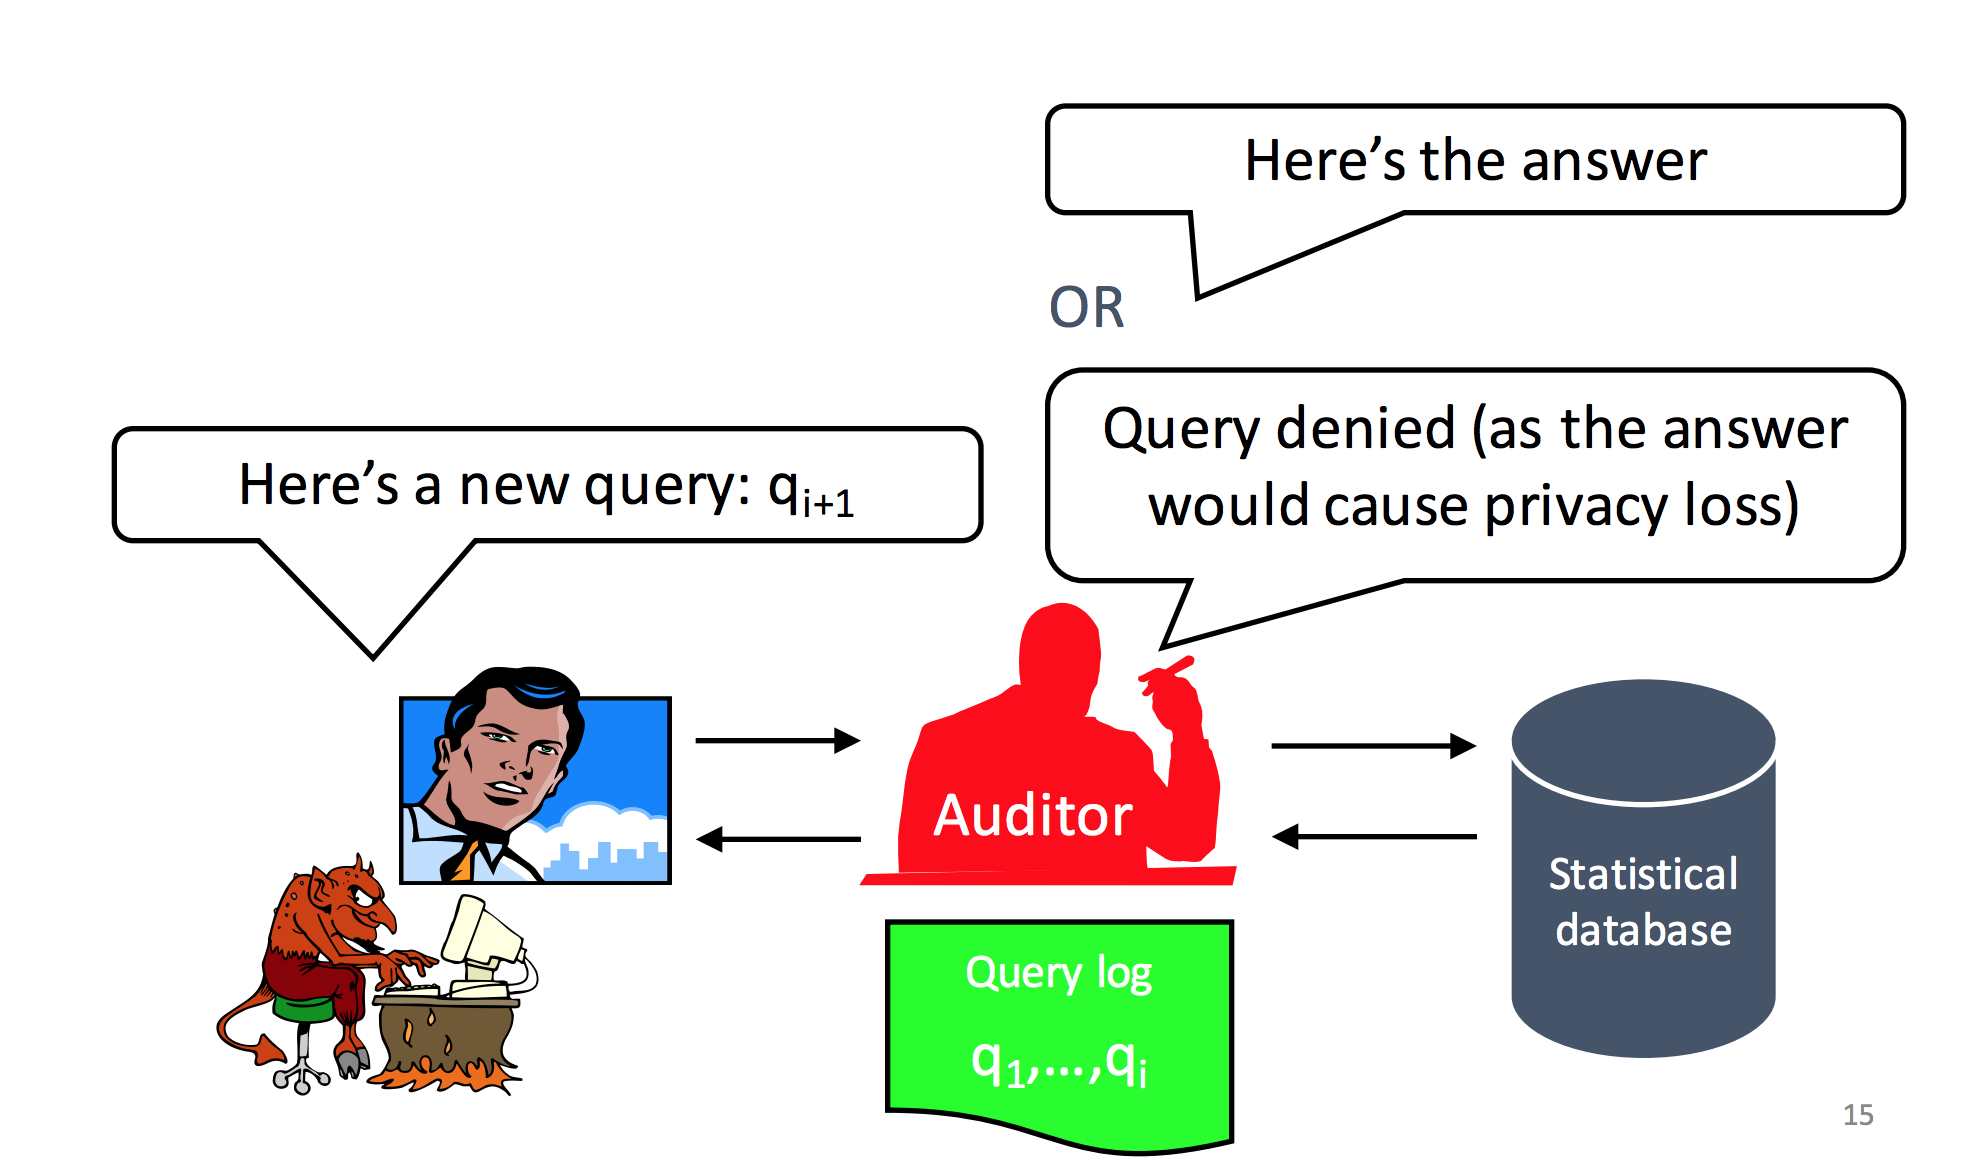 Here’s the answer
OR
Query denied (as the answer
would cause privacy loss)
Here’s a new query: qi+1
Auditor
Statistical
database
Query log
q1,…,qi
15